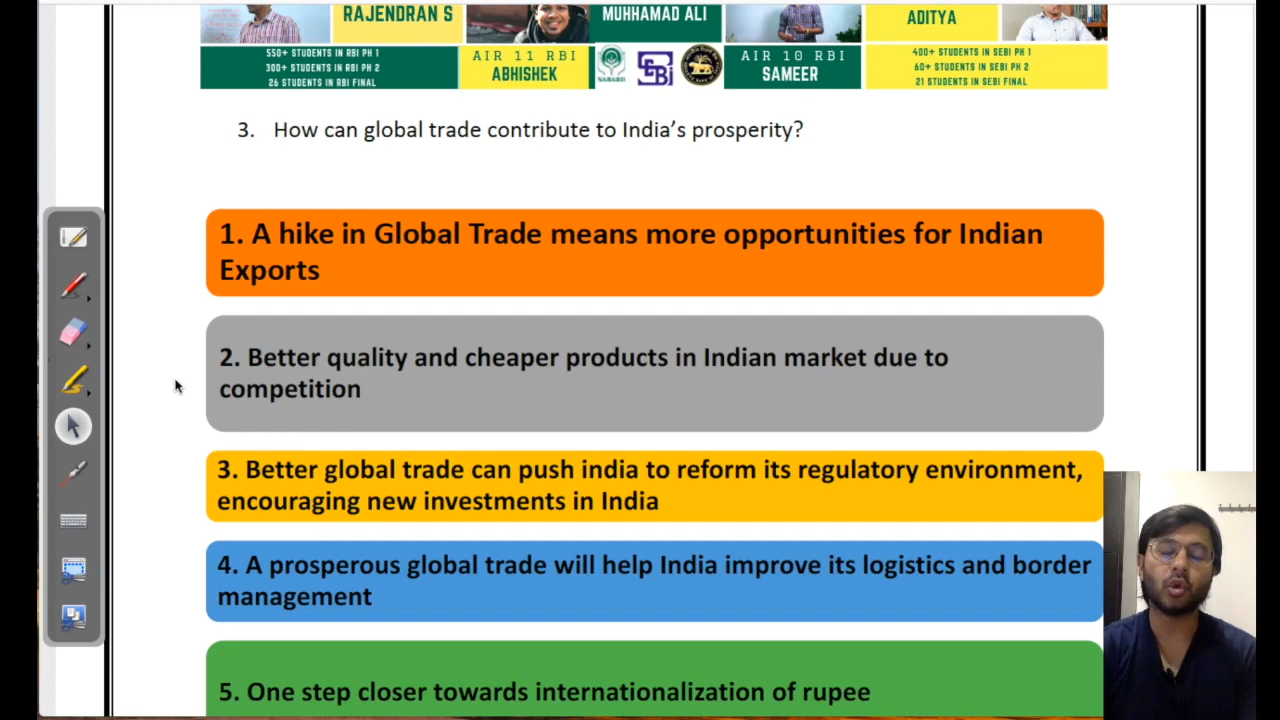 RAJENDRAN S
MUHHAMAD ALI
ADITYA
550+ STUDENTS IN RBI PH 1
300+ STUDENTS IN RBI PH 2
26 STUDENTS IN RBI FINAL
AIR 11 RBI
ABHISHEK
NABARD
SEBI
AIR 10 RBI
SAMEER
400+ STUDENTS IN SEBI PH 1
60+ STUDENTS IN SEBI PH 2
21 STUDENTS IN SEBI FINAL
3. How can global trade contribute to India’s prosperity?
1. A hike in Global Trade means more opportunities for Indian
Exports
2. Better quality and cheaper products in Indian market due to
competition
3. Better global trade can push india to reform its regulatory environment,
encouraging new investments in India
4. A prosperous global trade will help India improve its logistics and border
management
5. One step closer towards internationalization of rupee